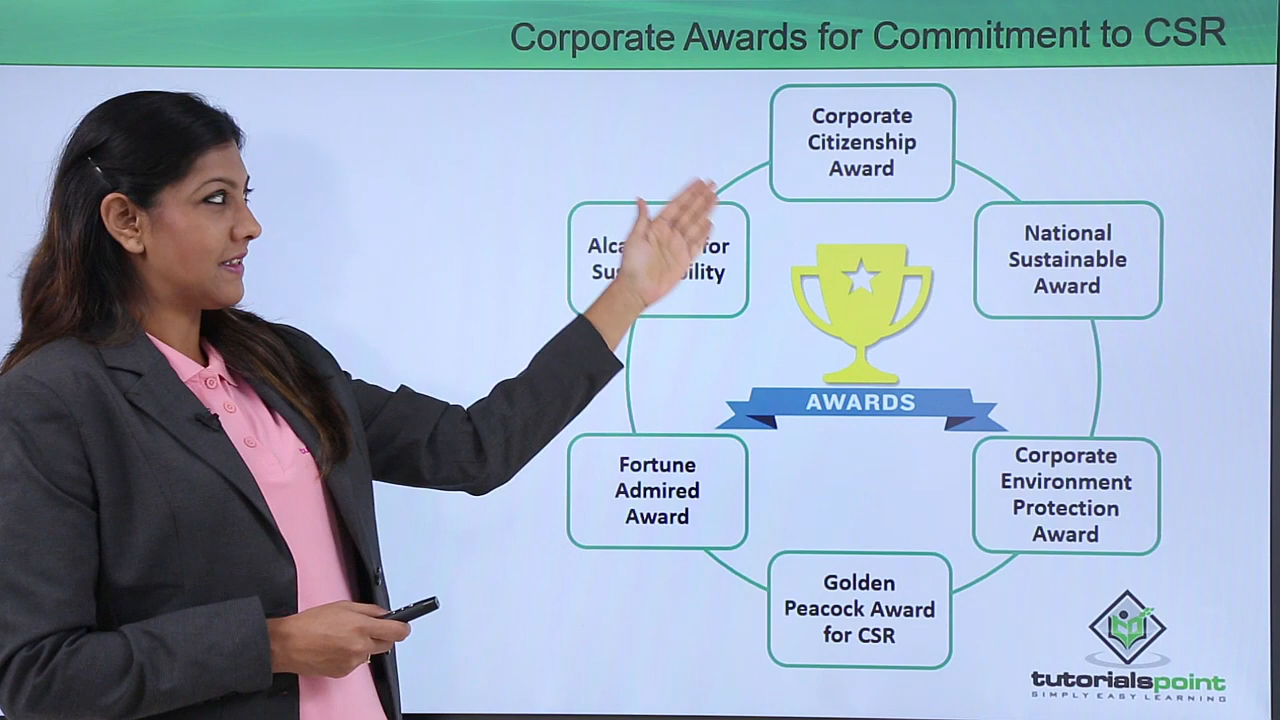 Corporate Awards for Commitment to CSR
Corporate
Citizenship
Award
National
Sustainable
Award
Corporate
Environment
Protection
Award
Golden
Peacock Award
for CSR
Fortune
Admired
Award
for
AWARDS
tutorialspoint
SIMPLY EASY LEARNING